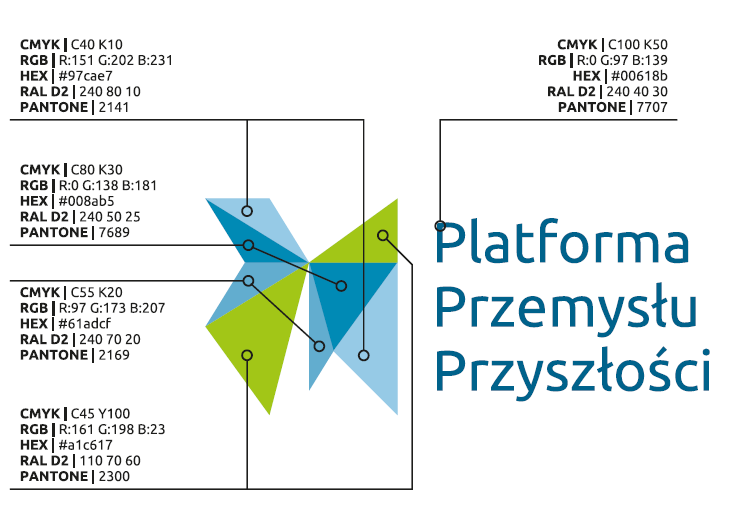 CMYK | C40 K10
RGB | R:151 G:202 B:231
HEX | #97cae7
RAL D2 | 240 80 10
PANTONE | 2141
CMYK | C100 K50
RGB | R:0 G:97 B:139
HEX | #00618b
RAL D2 | 240 40 30
PANTONE | 7707
CMYK | C80 K30
RGB | R:0 G:138 B:181
HEX | #008ab5
RAL D2 | 240 50 25
PANTONE | 7689
CMYK | C55 K20
RGB | R:97 G:173 B:207
HEX | #61adcf
RAL D2 | 240 70 20
PANTONE | 2169
CMYK | C45 Y100
RGB | R:161 G:198 B:23
HEX | #a1c617
RAL D2 | 110 70 60
PANTONE | 2300
Platforma
Przemysłu
Przyszłości